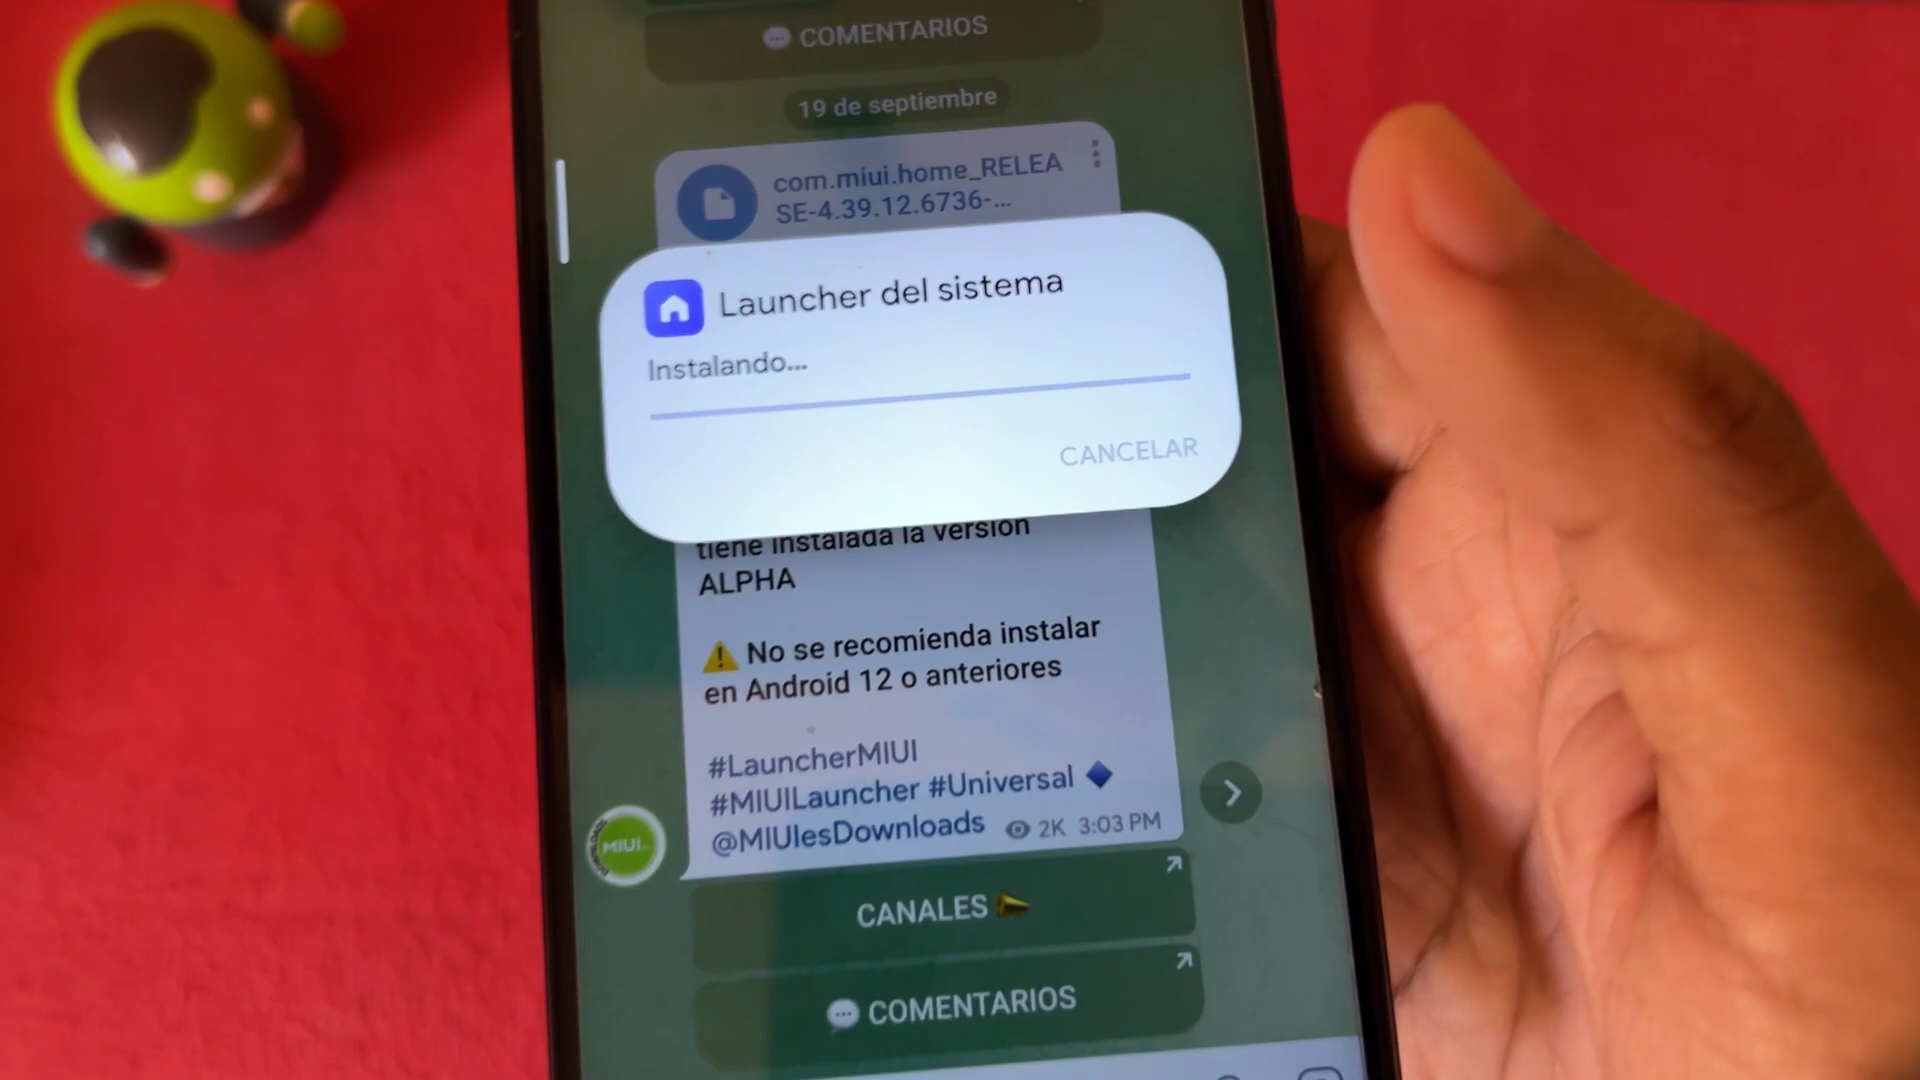 COMENTARIOS
19 de septiembre
com.miui.home_RELEA
SE-4.39.12.6736-...
Launcher del sistema
Instalando...
CANCELAR
tiene instalada la versión
ALPHA
⚠️ No se recomienda instalar
en Android 12 o anteriores
#LauncherMIUI
#MIUILauncher #Universal
@MIUIesDownloads 2K 3:03 PM
MIUI
CANALES
COMENTARIOS